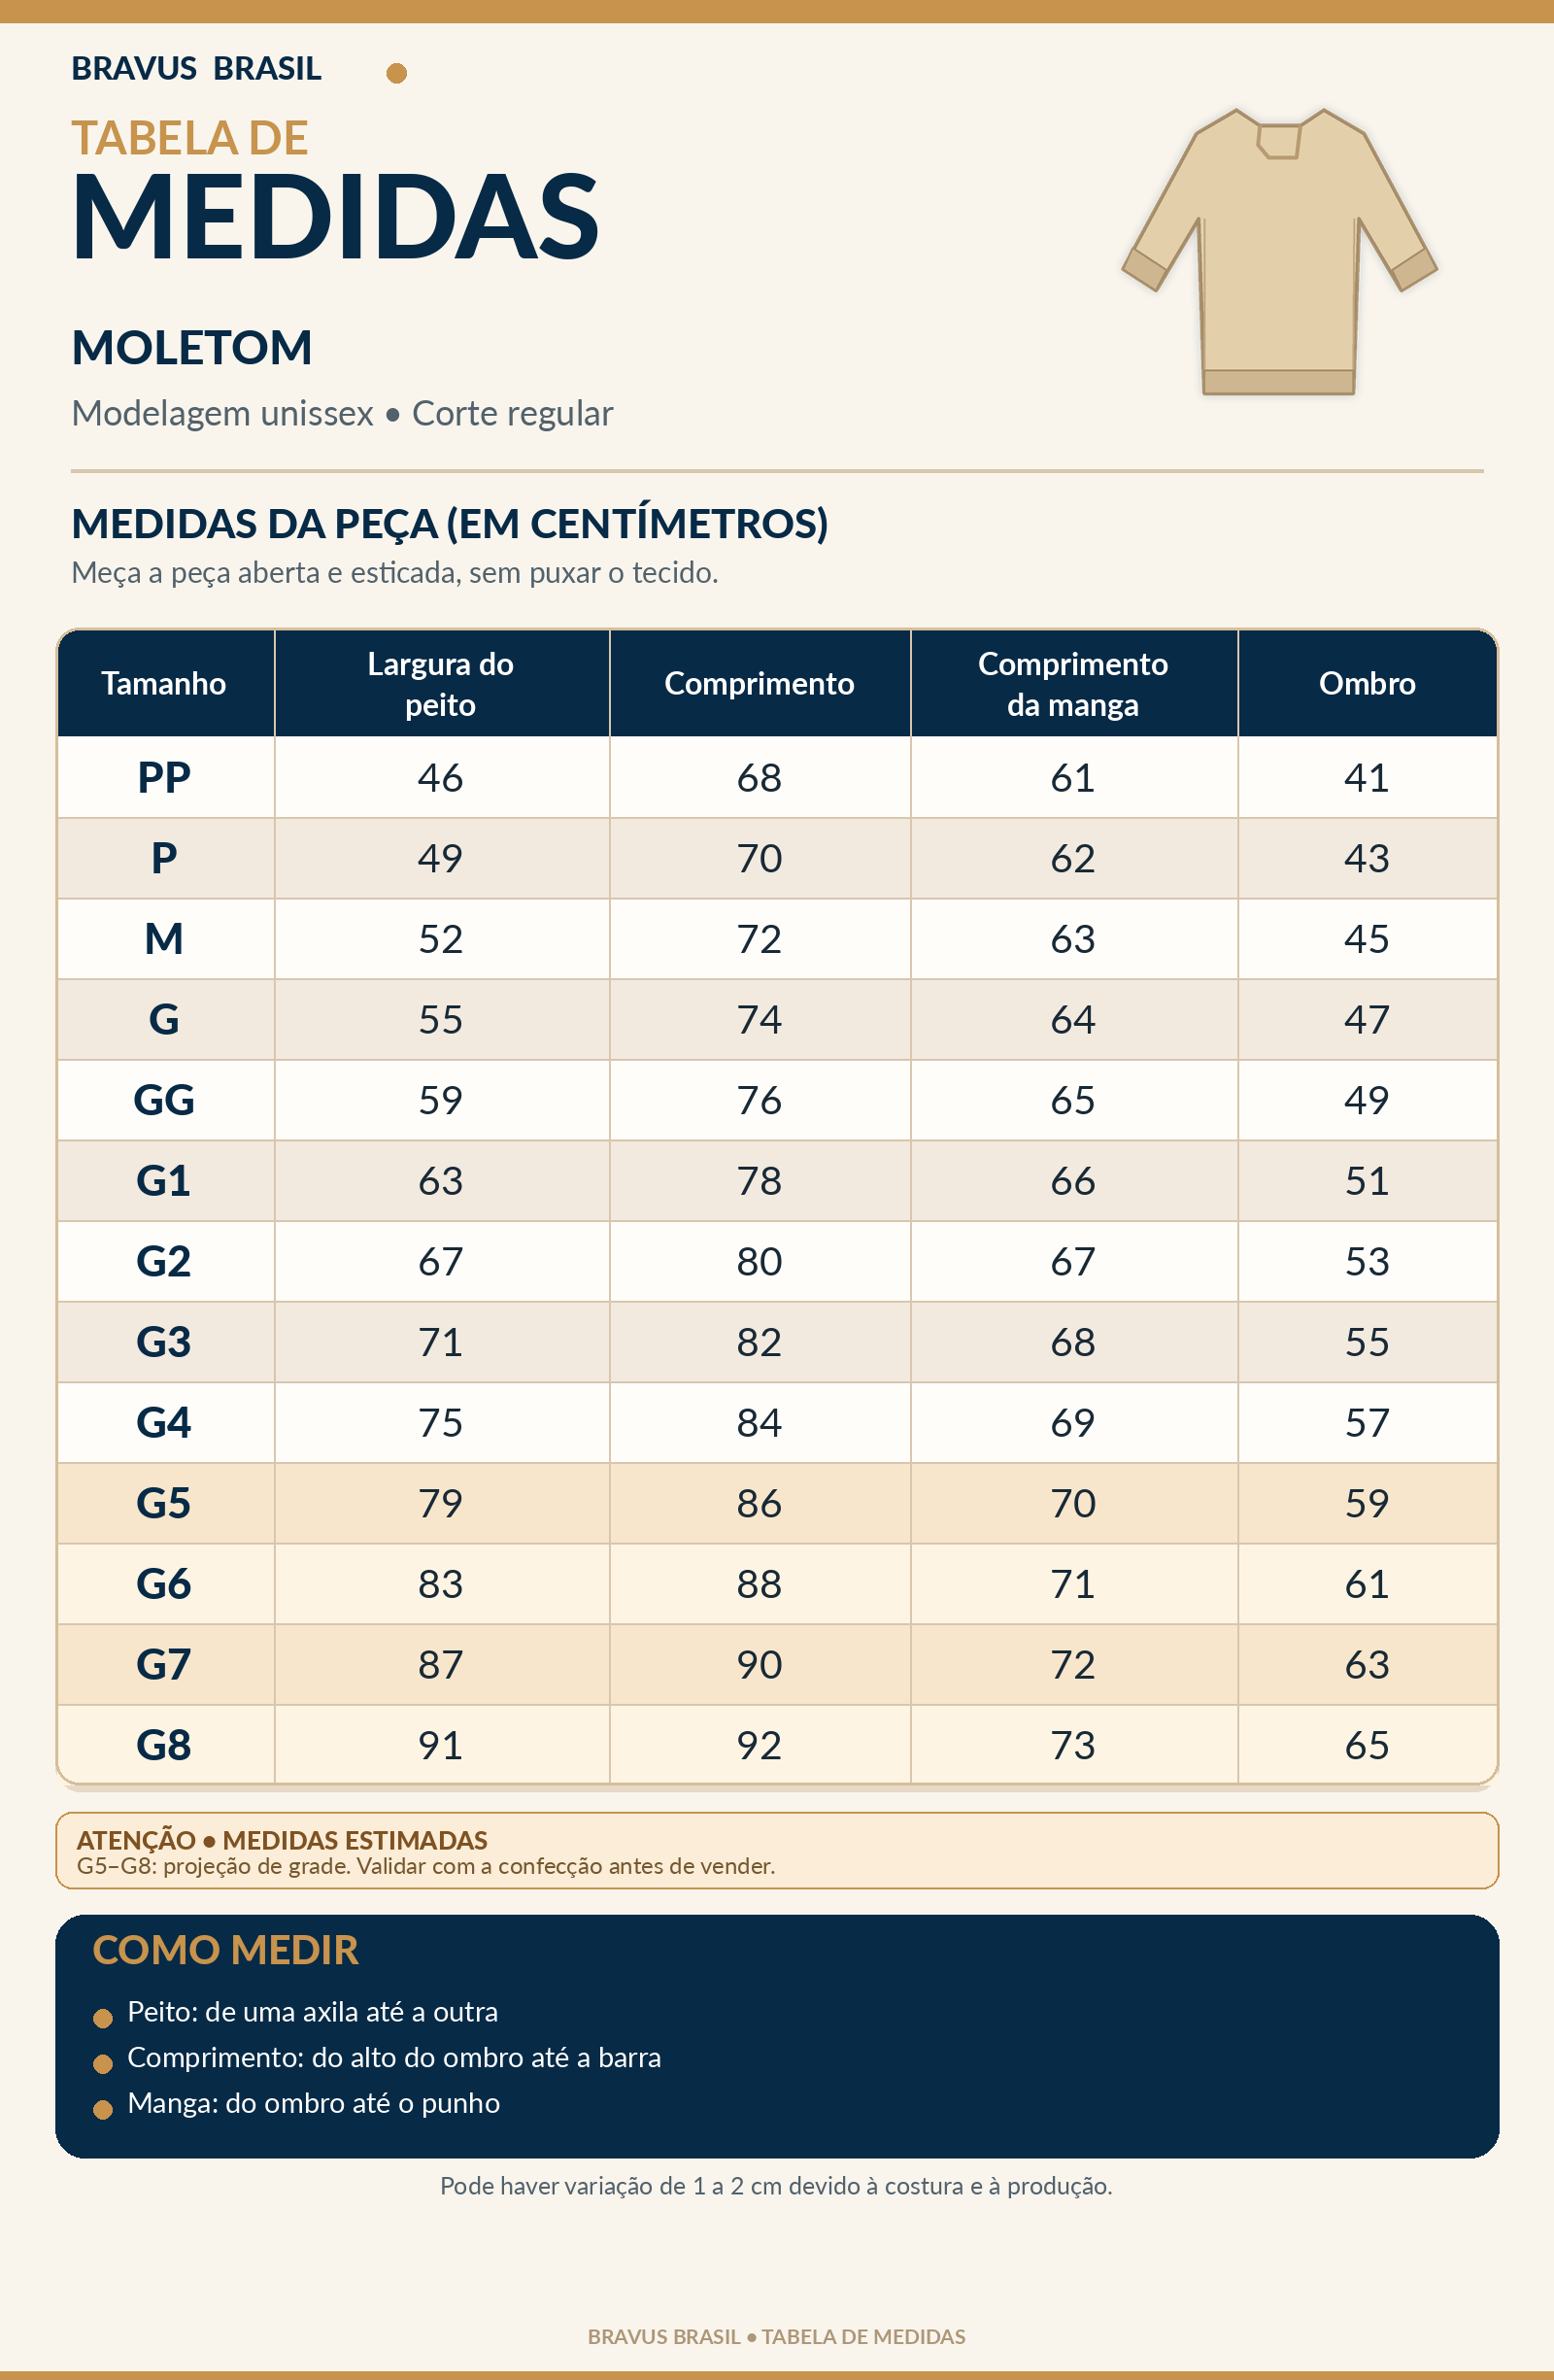 BRAVUS BRASIL
TABELA DE
MEDIDAS
MOLETOM
Modelagem unissex • Corte regular
MEDIDAS DA PEÇA (EM CENTÍMETROS)
Meça a peça aberta e esticada, sem puxar o tecido.
Tamanho Largura do peito Comprimento Comprimento da manga Ombro
PP 46 68 61 41
P 49 70 62 43
M 52 72 63 45
G 55 74 64 47
GG 59 76 65 49
G1 63 78 66 51
G2 67 80 67 53
G3 71 82 68 55
G4 75 84 69 57
G5 79 86 70 59
G6 83 88 71 61
G7 87 90 72 63
G8 91 92 73 65
ATENÇÃO • MEDIDAS ESTIMADAS
G5–G8: projeção de grade. Validar com a confecção antes de vender.
COMO MEDIR
Peito: de uma axila até a outra
Comprimento: do alto do ombro até a barra
Manga: do ombro até o punho
Pode haver variação de 1 a 2 cm devido à costura e à produção.
BRAVUS BRASIL • TABELA DE MEDIDAS